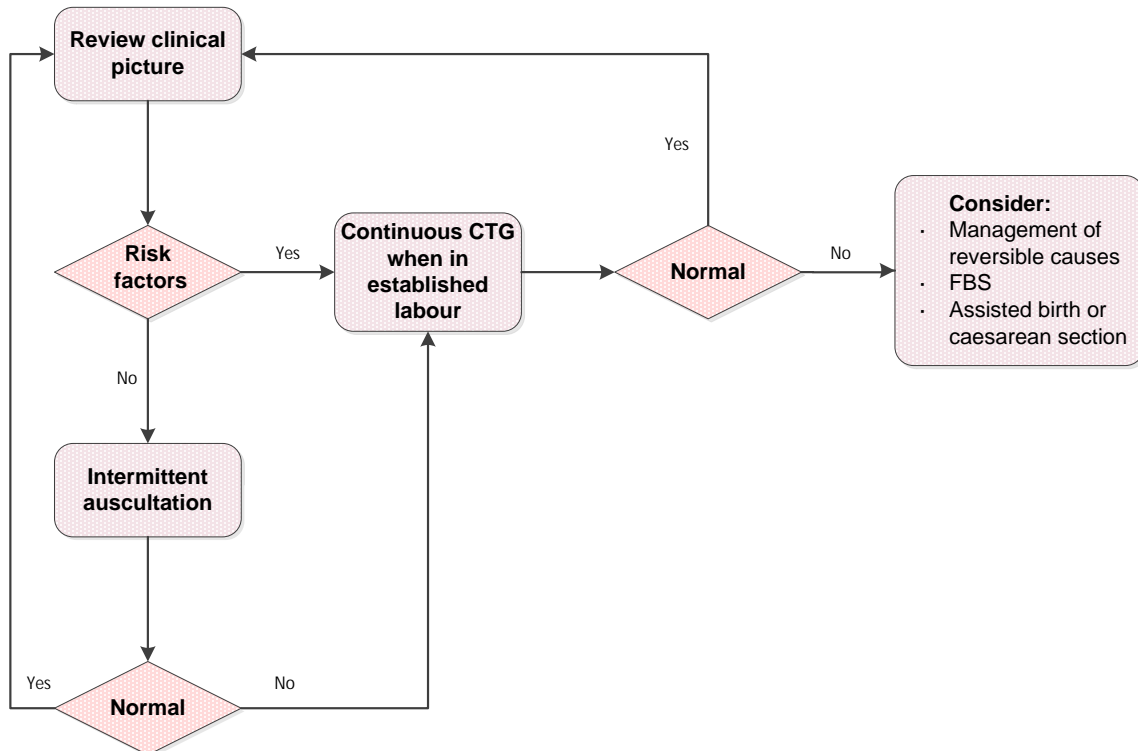 Review clinical
picture
Yes
Consider:
· Management of
reversible causes
· FBS
· Assisted birth or
caesarean section
Risk
factors
Yes
Continuous CTG
when in
established
labour
Normal
No
No
Intermittent
auscultation
Yes
Normal
No